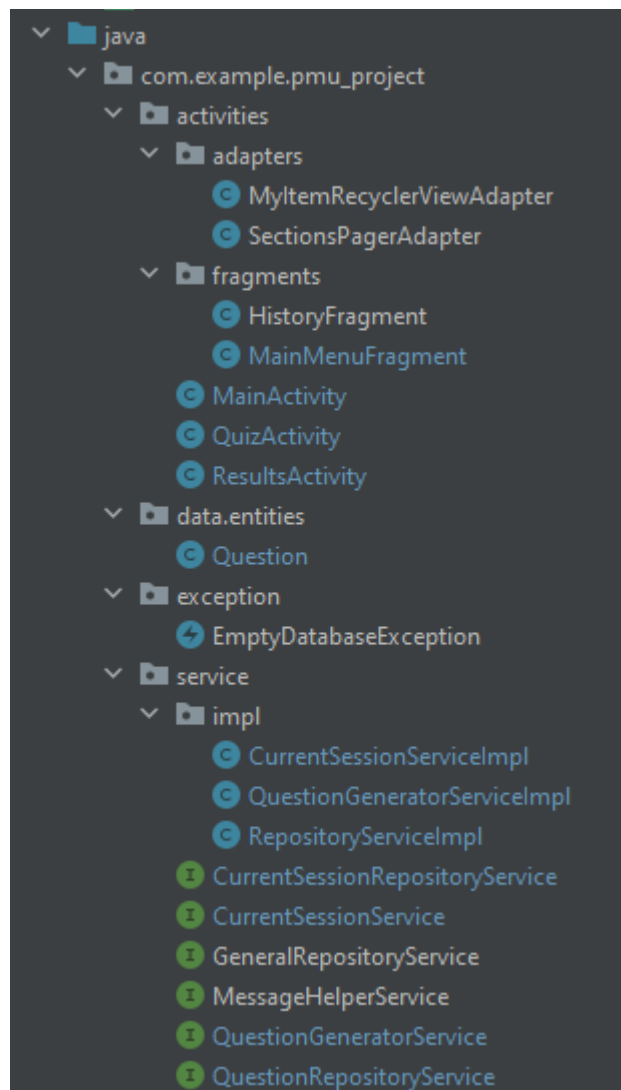 java
com.example.pmu_project
activities
adapters
MyItemRecyclerViewAdapter
SectionsPagerAdapter
fragments
HistoryFragment
MainMenuFragment
MainActivity
QuizActivity
ResultsActivity
data.entities
Question
exception
EmptyDatabaseException
service
impl
CurrentSessionServiceImpl
QuestionGeneratorServiceImpl
RepositoryServiceImpl
CurrentSessionRepositoryService
CurrentSessionService
GeneralRepositoryService
MessageHelperService
QuestionGeneratorService
QuestionRepositoryService